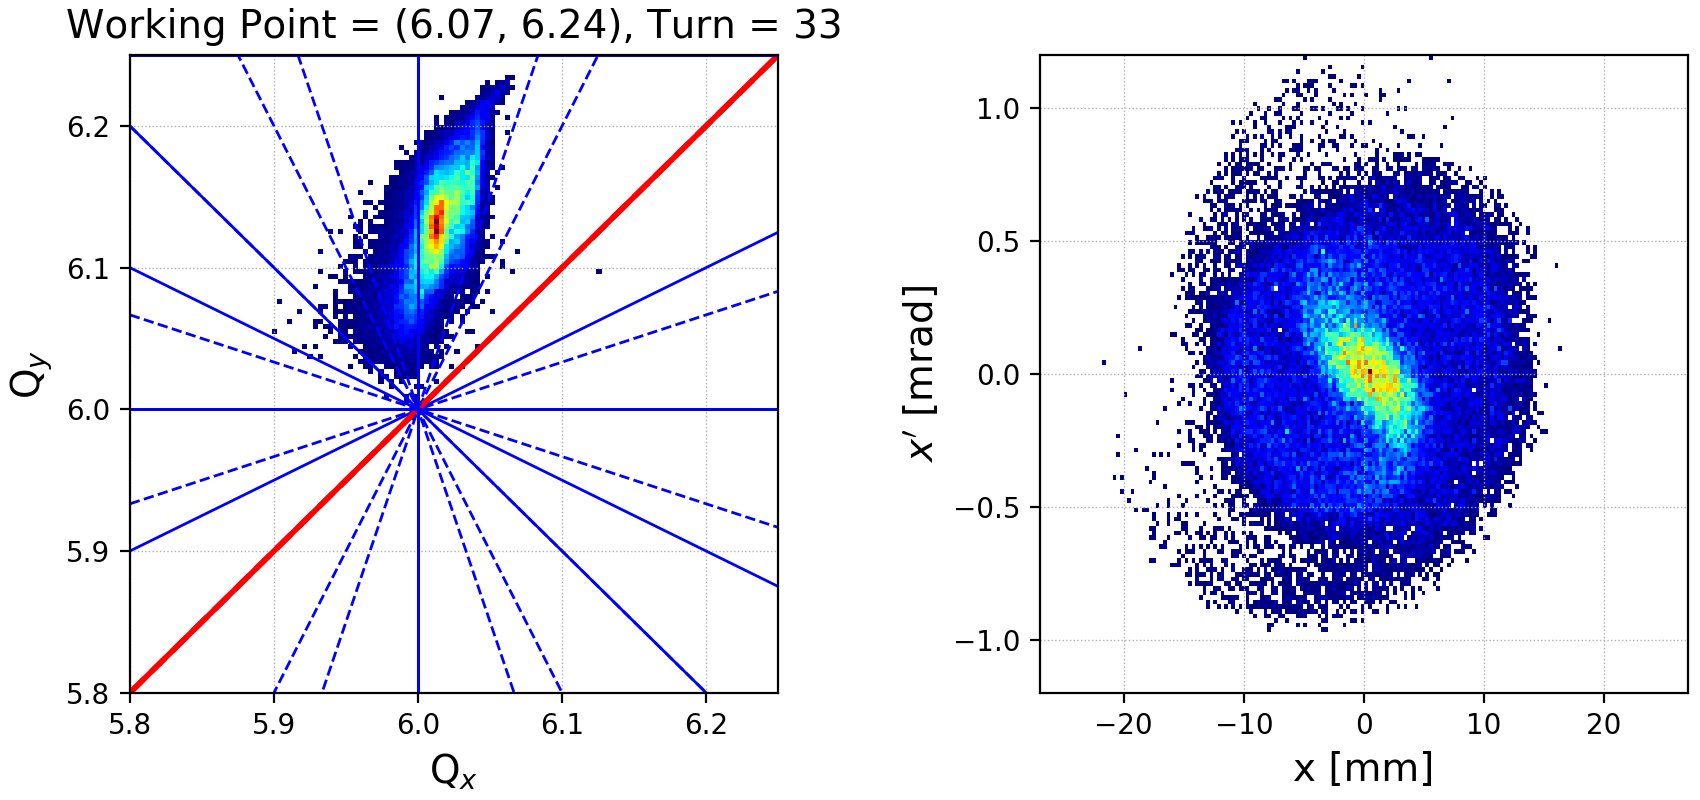 Working Point = (6.07, 6.24), Turn = 33
6.2
6.1
6.0
5.9
5.8
Q_y
5.8 5.9 6.0 6.1 6.2
Q_x
1.0
0.5
0.0
−0.5
−1.0
x′ [mrad]
−20 −10 0 10 20
x [mm]